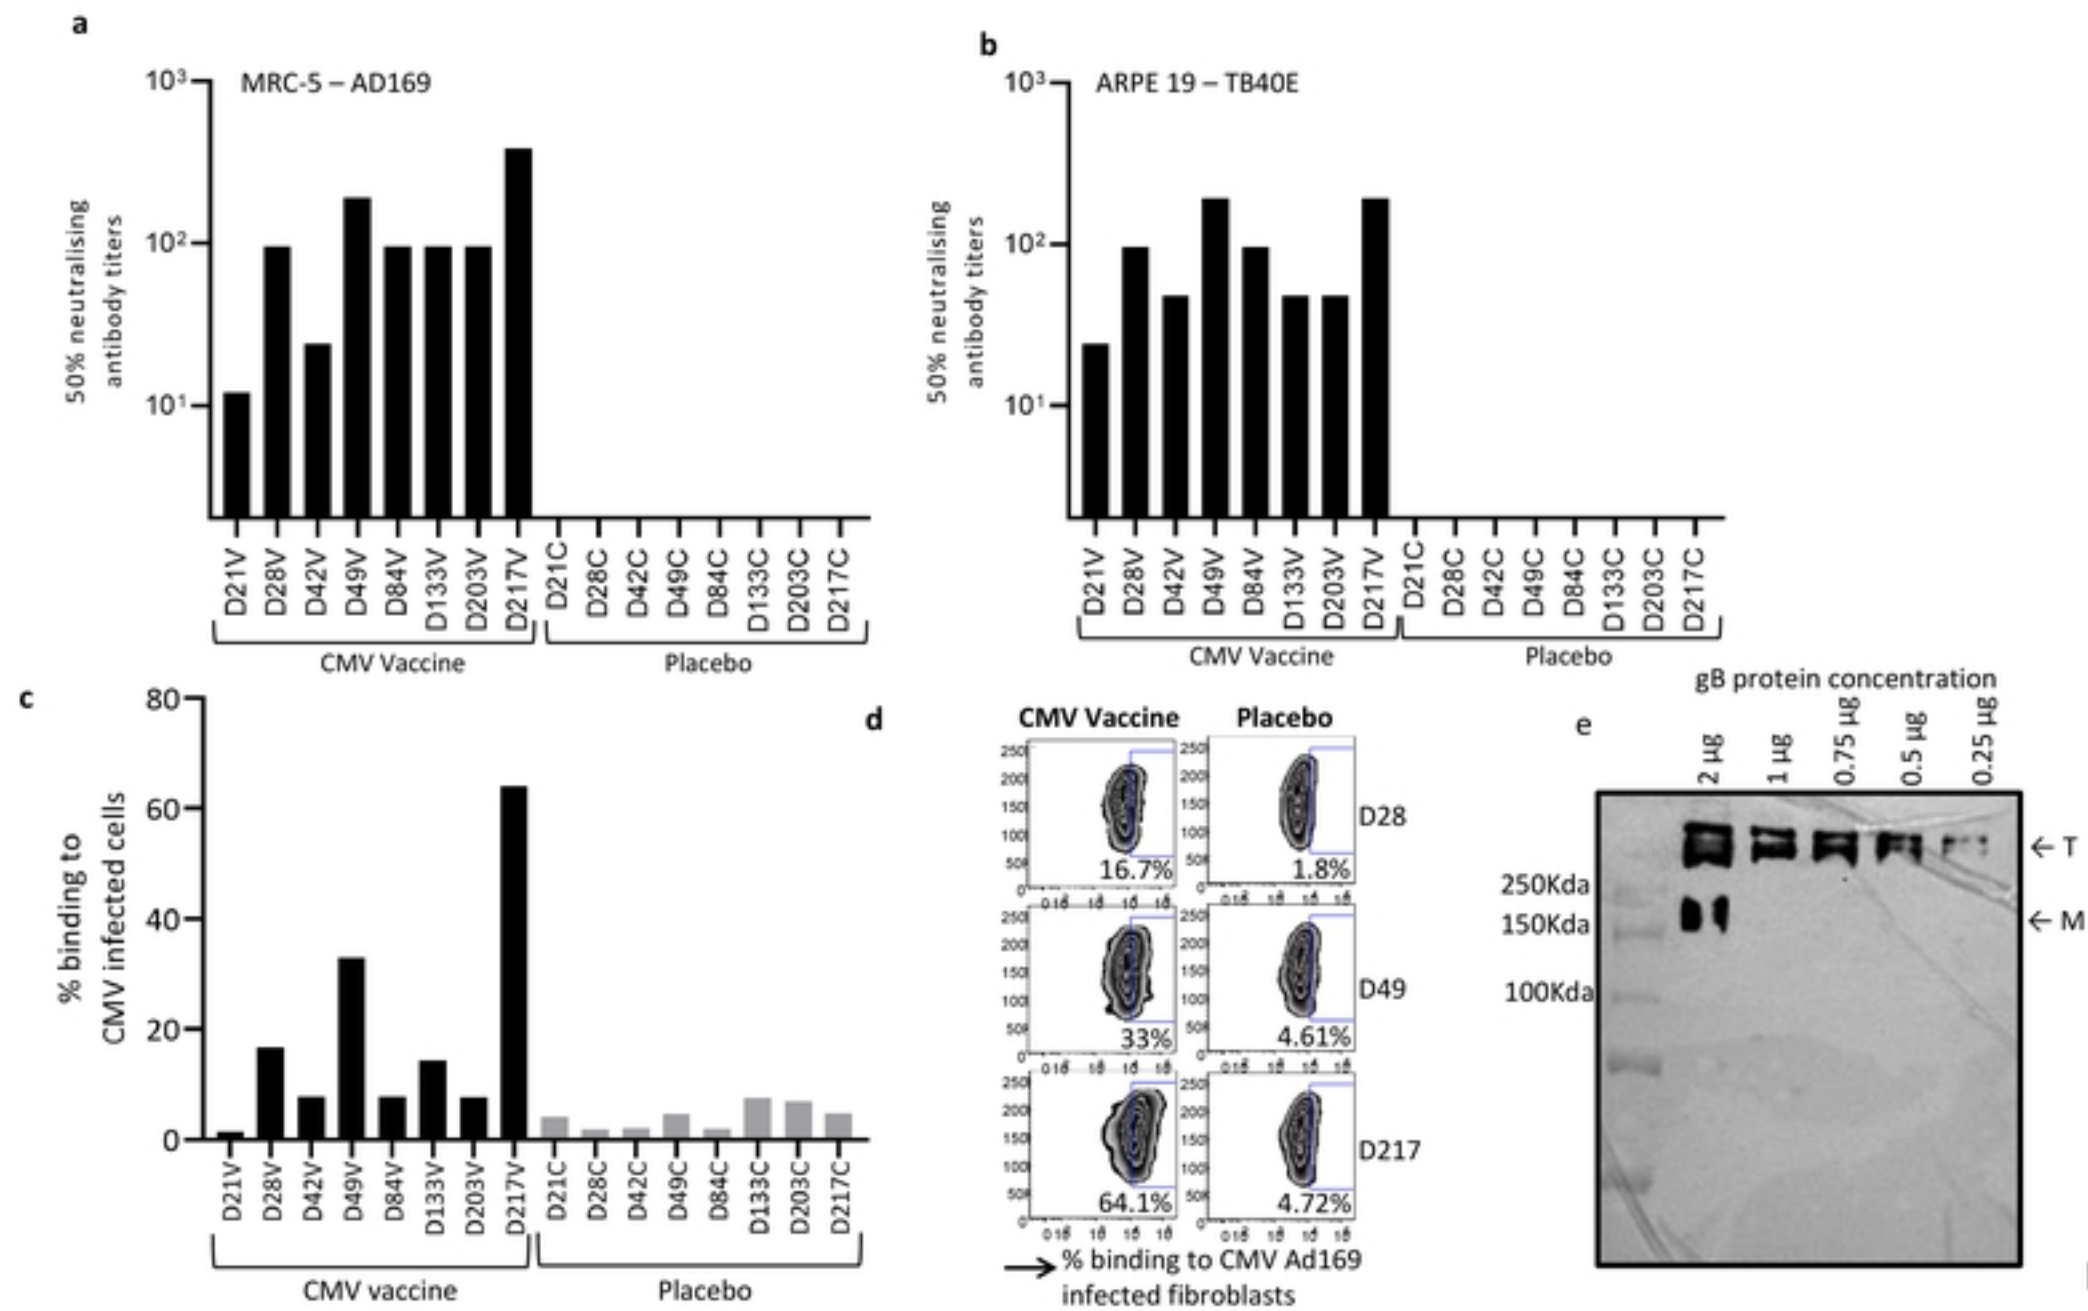 a
MRC-5 – AD169
10³
10²
10¹
50% neutralising
antibody titers
D21V
D28V
D42V
D49V
D84V
D133V
D203V
D217V
D21C
D28C
D42C
D49C
D84C
D133C
D203C
D217C
CMV Vaccine
Placebo
b
ARPE 19 – TB40E
10³
10²
10¹
50% neutralising
antibody titers
D21V
D28V
D42V
D49V
D84V
D133V
D203V
D217V
D21C
D28C
D42C
D49C
D84C
D133C
D203C
D217C
CMV Vaccine
Placebo
c
80
60
40
20
0
% binding to
CMV infected cells
D21V
D28V
D42V
D49V
D84V
D133V
D203V
D217V
D21C
D28C
D42C
D49C
D84C
D133C
D203C
D217C
CMV vaccine
Placebo
d
CMV Vaccine
Placebo
16.7%
1.8%
D28
33%
4.61%
D49
64.1%
4.72%
D217
→ % binding to CMV Ad169
infected fibroblasts
e
gB protein concentration
2 µg
1 µg
0.75 µg
0.5 µg
0.25 µg
250Kda
150Kda
100Kda
← T
← M